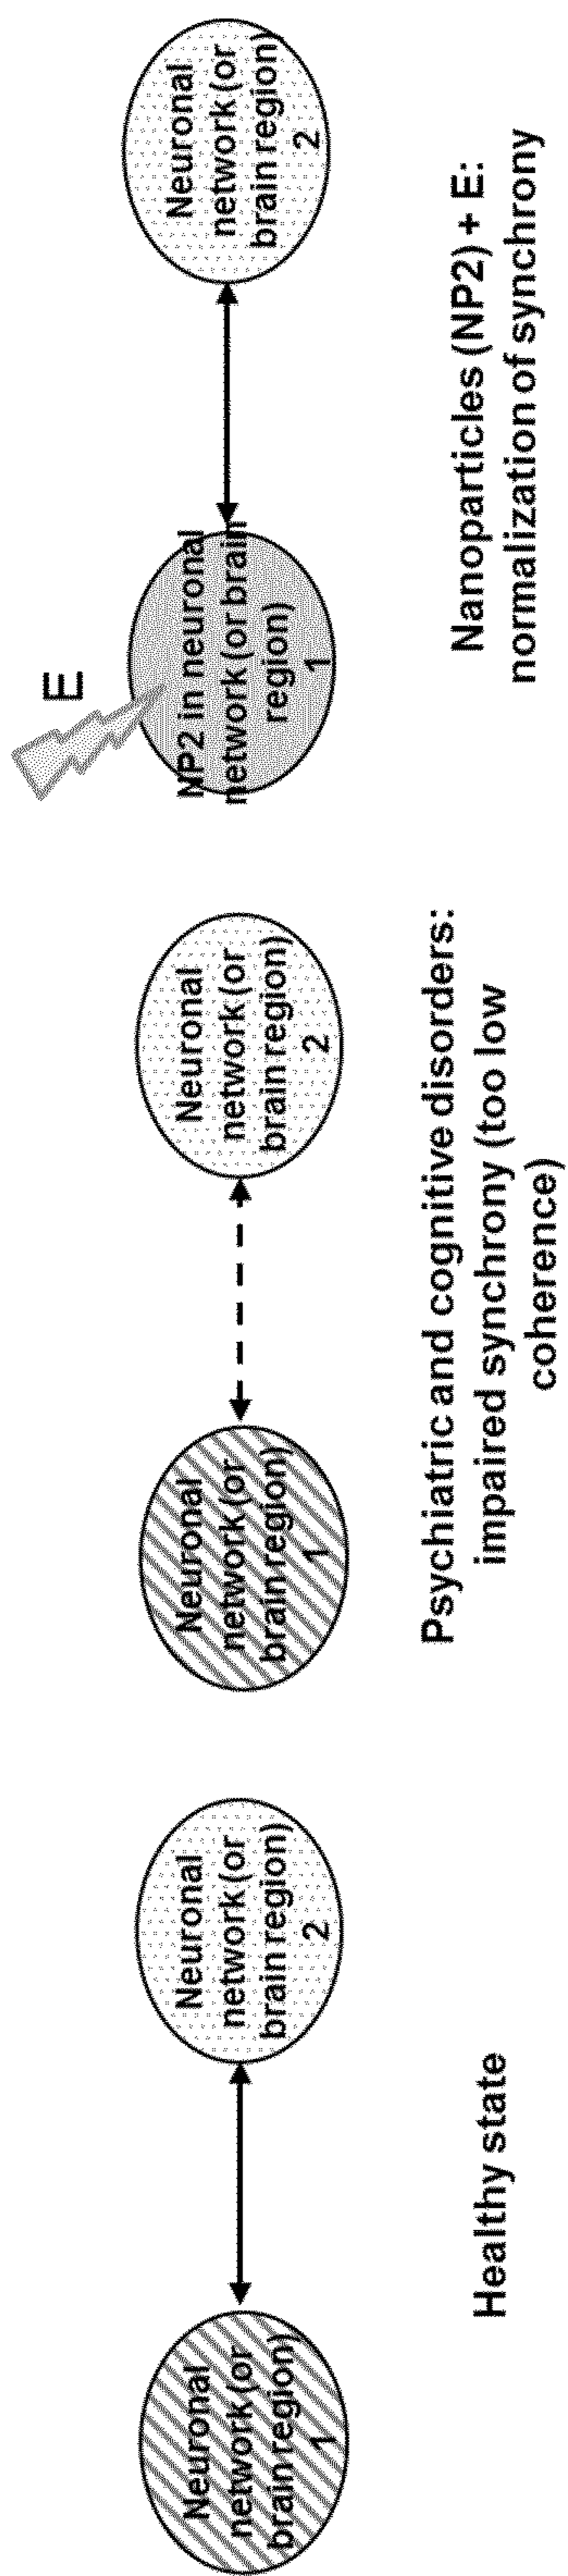 Neuronal
network (or
brain region)
1
Neuronal
network (or
brain region)
2
Healthy state
Neuronal
network (or
brain region)
1
Neuronal
network (or
brain region)
2
Psychiatric and cognitive disorders:
impaired synchrony (too low
coherence)
E
NP2 in neuronal
network (or brain
region)
1
Neuronal
network (or
brain region)
2
Nanoparticles (NP2) + E:
normalization of synchrony